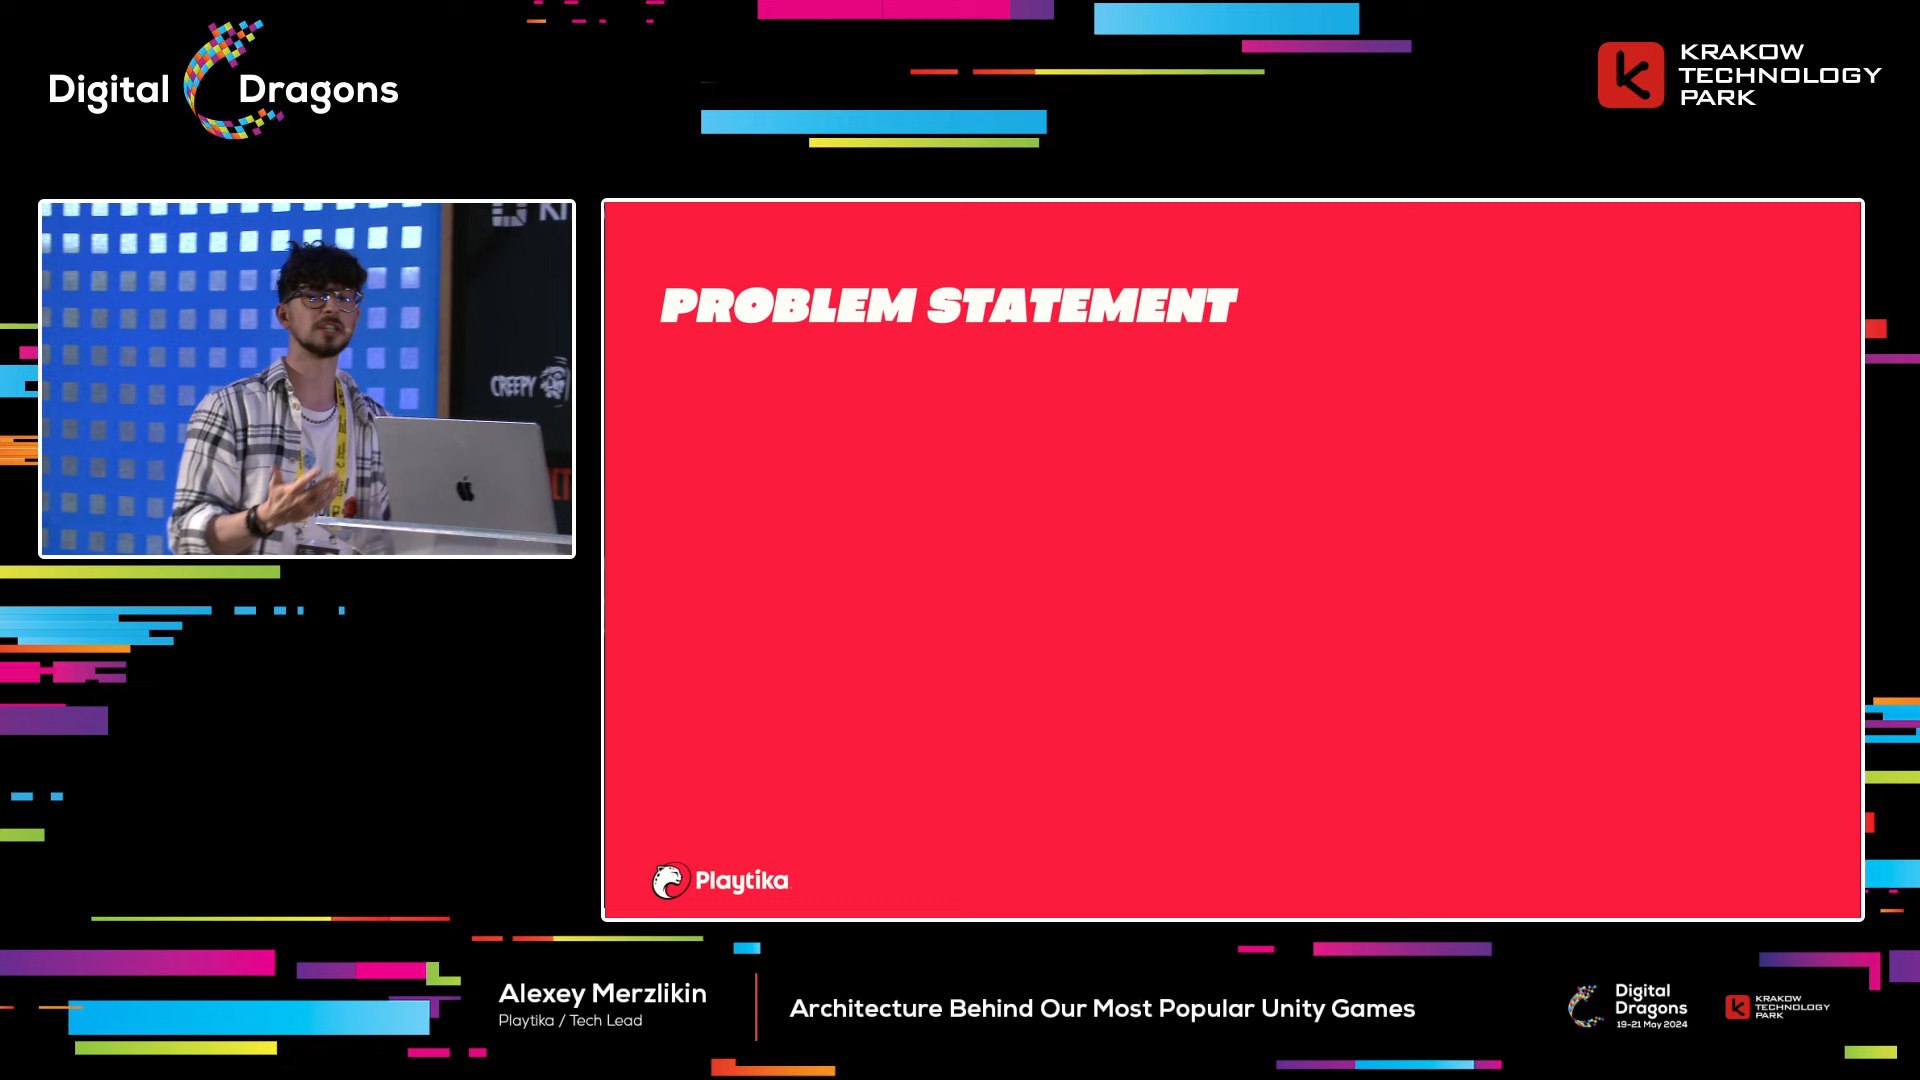 Digital Dragons
KRAKOW
TECHNOLOGY
PARK
CREEPY
PROBLEM STATEMENT
Playtika
Alexey Merzlikin
Playtika / Tech Lead
Architecture Behind Our Most Popular Unity Games
Digital
Dragons
19-21 May 2024
KRAKOW
TECHNOLOGY
PARK